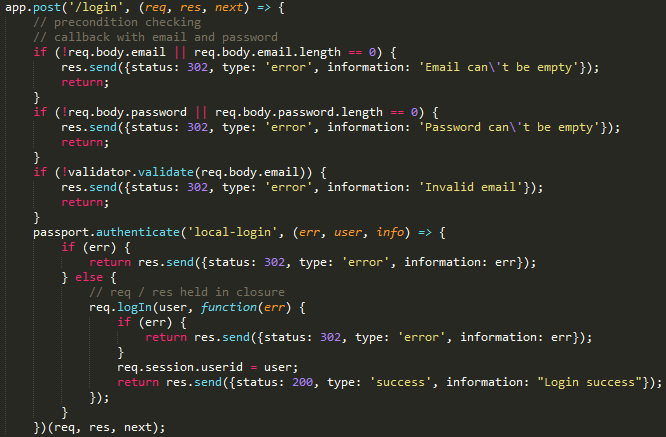 app.post('/login', (req, res, next) => {
    // precondition checking
    // callback with email and password
    if (!req.body.email || req.body.email.length == 0) {
        res.send({status: 302, type: 'error', information: 'Email can\'t be empty'});
        return;
    }
    if (!req.body.password || req.body.password.length == 0) {
        res.send({status: 302, type: 'error', information: 'Password can\'t be empty'});
        return;
    }
    if (!validator.validate(req.body.email)) {
        res.send({status: 302, type: 'error', information: 'Invalid email'});
        return;
    }
    passport.authenticate('local-login', (err, user, info) => {
        if (err) {
            return res.send({status: 302, type: 'error', information: err});
        } else {
            // req / res held in closure
            req.logIn(user, function(err) {
                if (err) {
                    return res.send({status: 302, type: 'error', information: err});
                }
                req.session.userid = user;
                return res.send({status: 200, type: 'success', information: "Login success"});
            });
        }
    })(req, res, next);